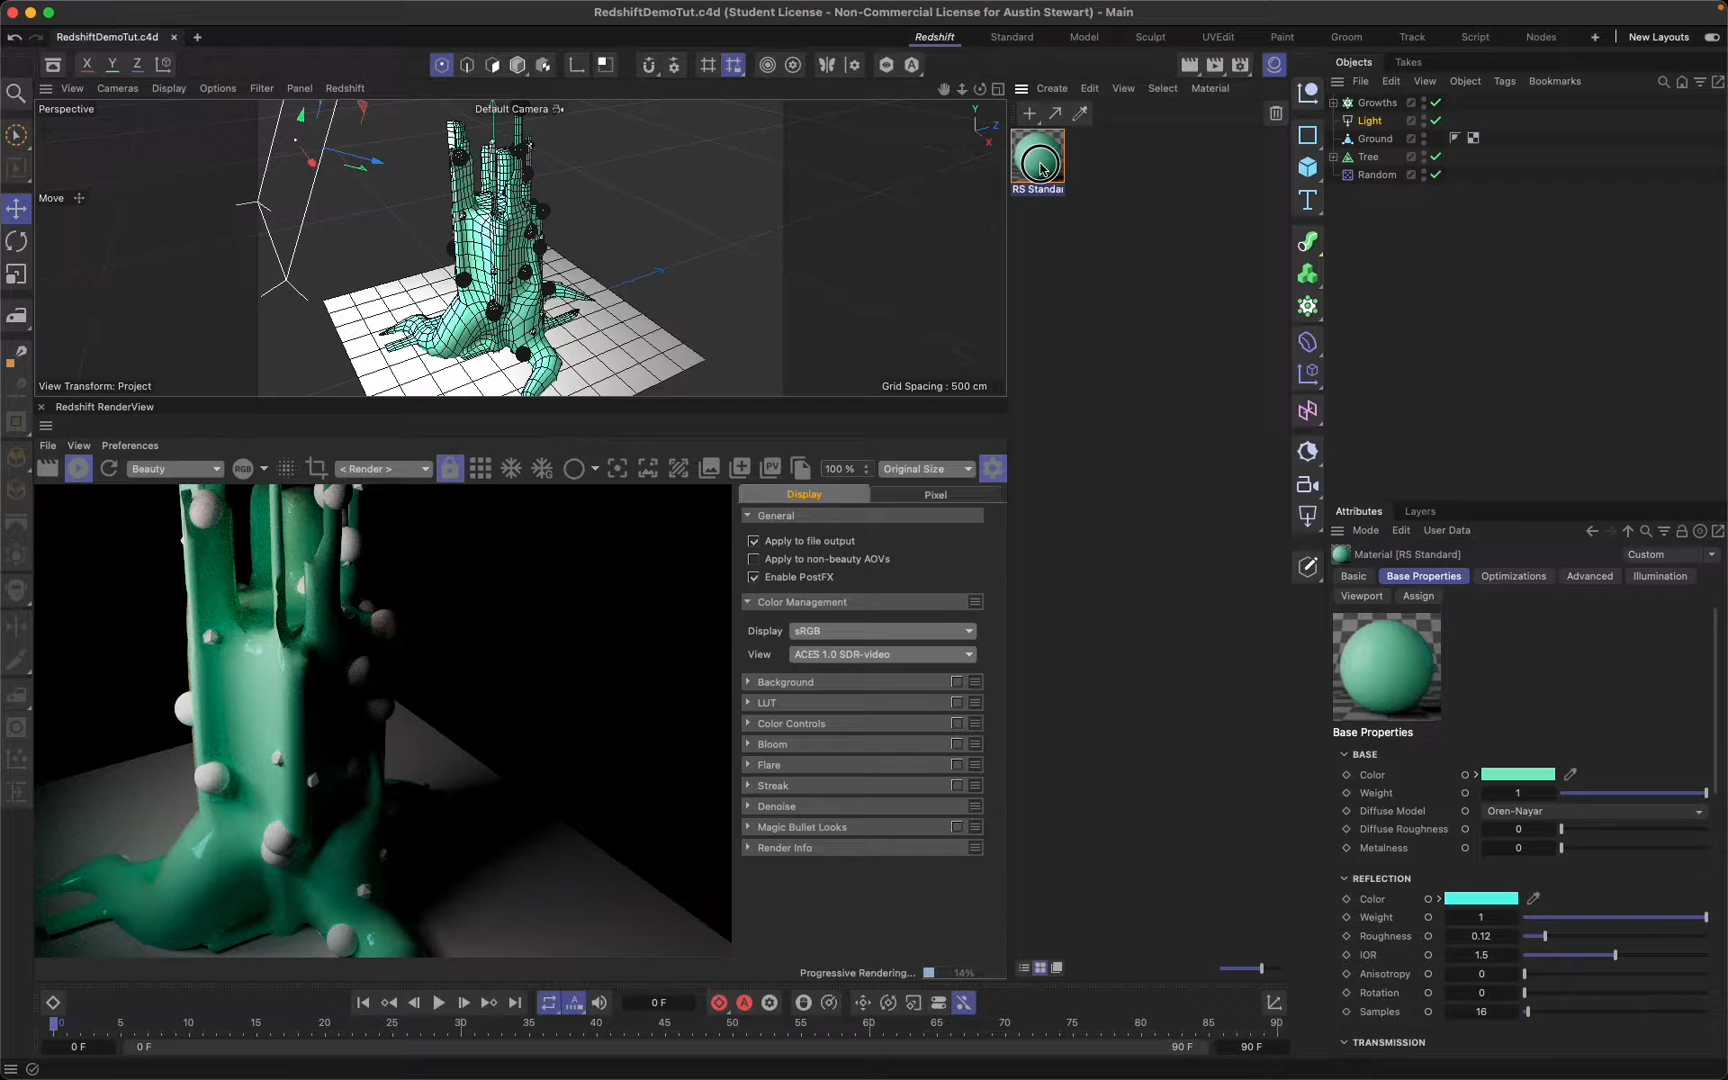 RedshiftDemoTut.c4d (Student License - Non-Commercial License for Austin Stewart) - Main
RedshiftDemoTut.c4d × +
Redshift Standard Model Sculpt UVEdit Paint Groom Track Script Nodes + New Layouts
X Y Z
Objects Takes
File Edit View Object Tags Bookmarks
View Cameras Display Options Filter Panel Redshift
Create Edit View Select Material
Perspective
Default Camera
Y
Z
X
Move
View Transform: Project
Grid Spacing : 500 cm
RS Standar
Growths
Light
Ground
Tree
Random
× Redshift RenderView
File View Preferences
Beauty RGB < Render > PV 100 % Original Size
Display Pixel
General
Apply to file output
Apply to non-beauty AOVs
Enable PostFX
Color Management
Display sRGB
View ACES 1.0 SDR-video
Background
LUT
Color Controls
Bloom
Flare
Streak
Denoise
Magic Bullet Looks
Render Info
Progressive Rendering... 14%
Attributes Layers
Mode Edit User Data
Material [RS Standard] Custom
Basic Base Properties Optimizations Advanced Illumination
Viewport Assign
Base Properties
BASE
Color
Weight 1
Diffuse Model Oren-Nayar
Diffuse Roughness 0
Metalness 0
REFLECTION
Color
Weight 1
Roughness 0.12
IOR 1.5
Anisotropy 0
Rotation 0
Samples 16
TRANSMISSION
0 F
0 5 10 15 20 25 30 35 40 45 50 55 60 65 70 75 80 85 90
0 F 0 F 90 F 90 F